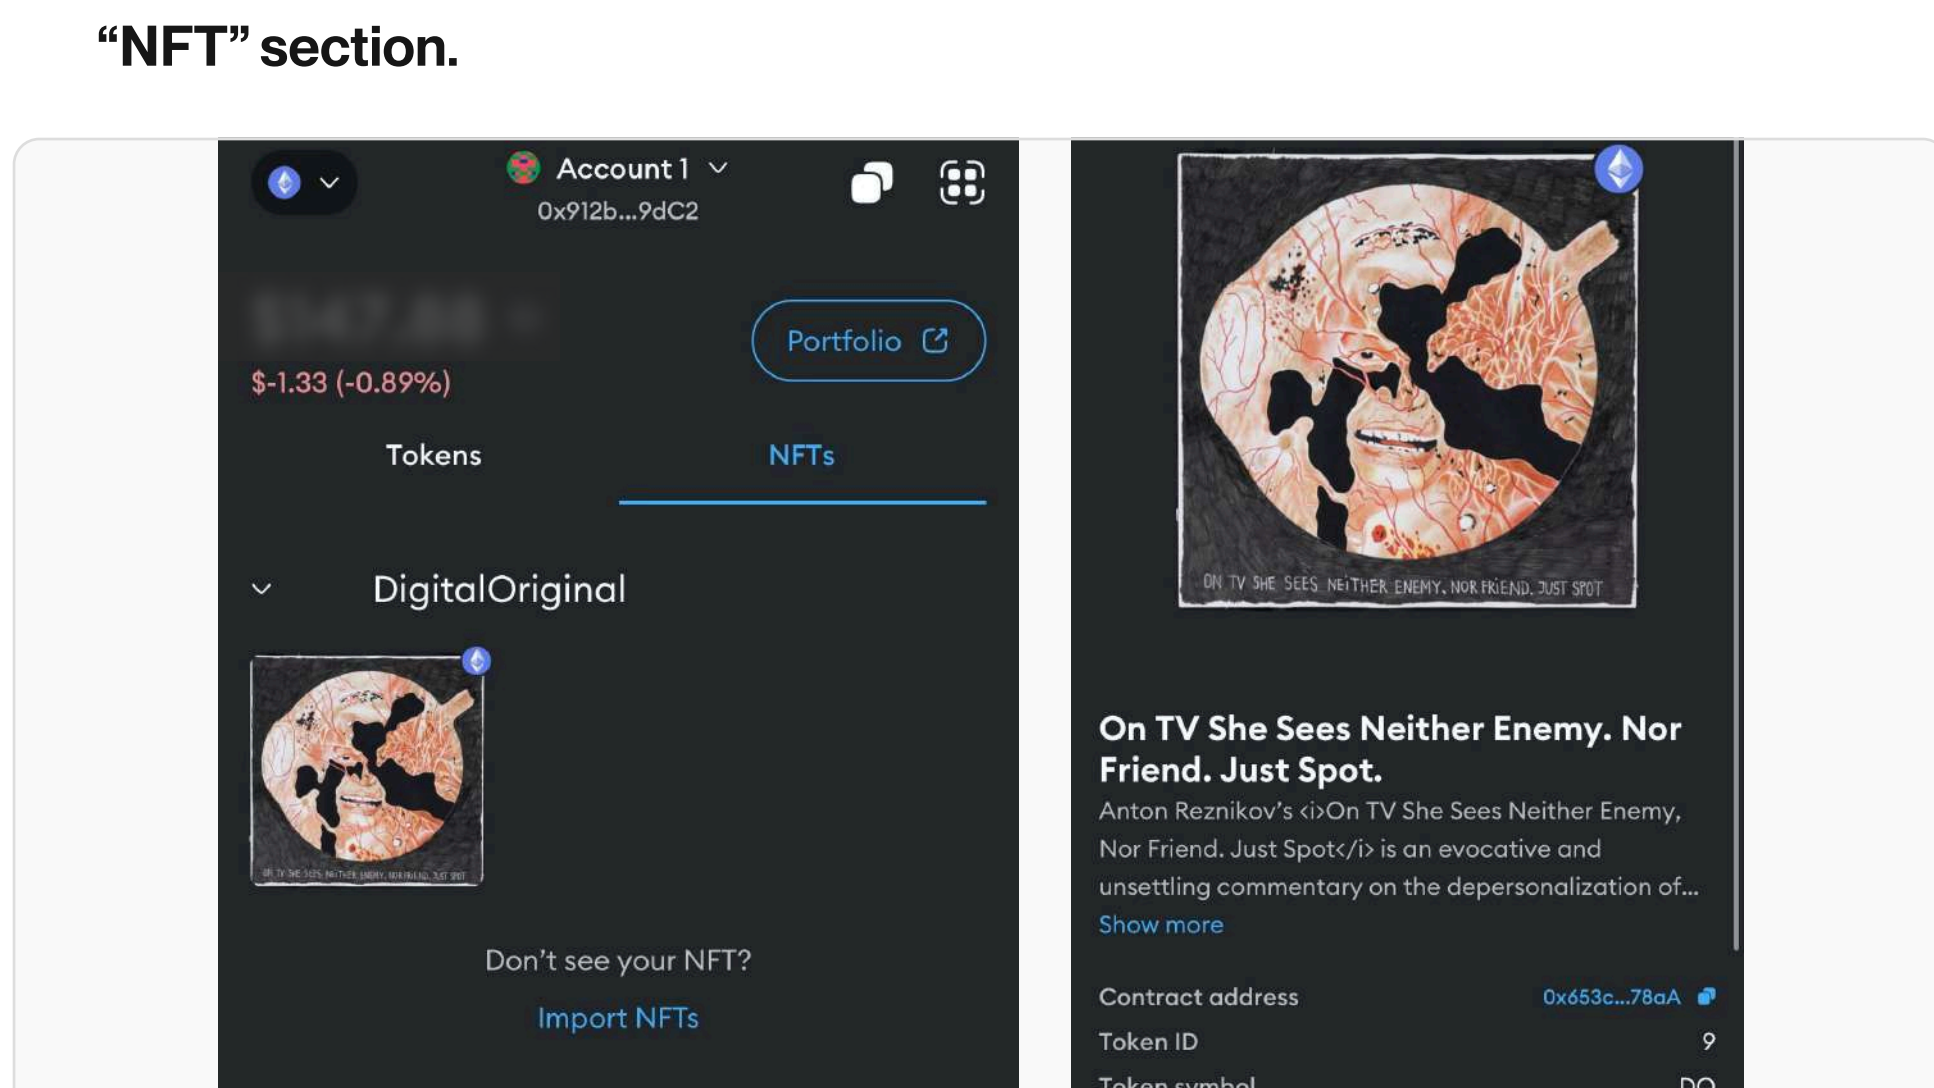 “NFT” section.
Account 1
0x912b...9dC2
Portfolio
$-1.33 (-0.89%)
Tokens
NFTs
DigitalOriginal
Don’t see your NFT?
Import NFTs
ON TV SHE SEES NEITHER ENEMY, NOR FRIEND. JUST SPOT
On TV She Sees Neither Enemy. Nor
Friend. Just Spot.
Anton Reznikov’s <i>On TV She Sees Neither Enemy,
Nor Friend. Just Spot</i> is an evocative and
unsettling commentary on the depersonalization of...
Show more
Contract address
0x653c...78aA
Token ID
9
Token symbol
DO